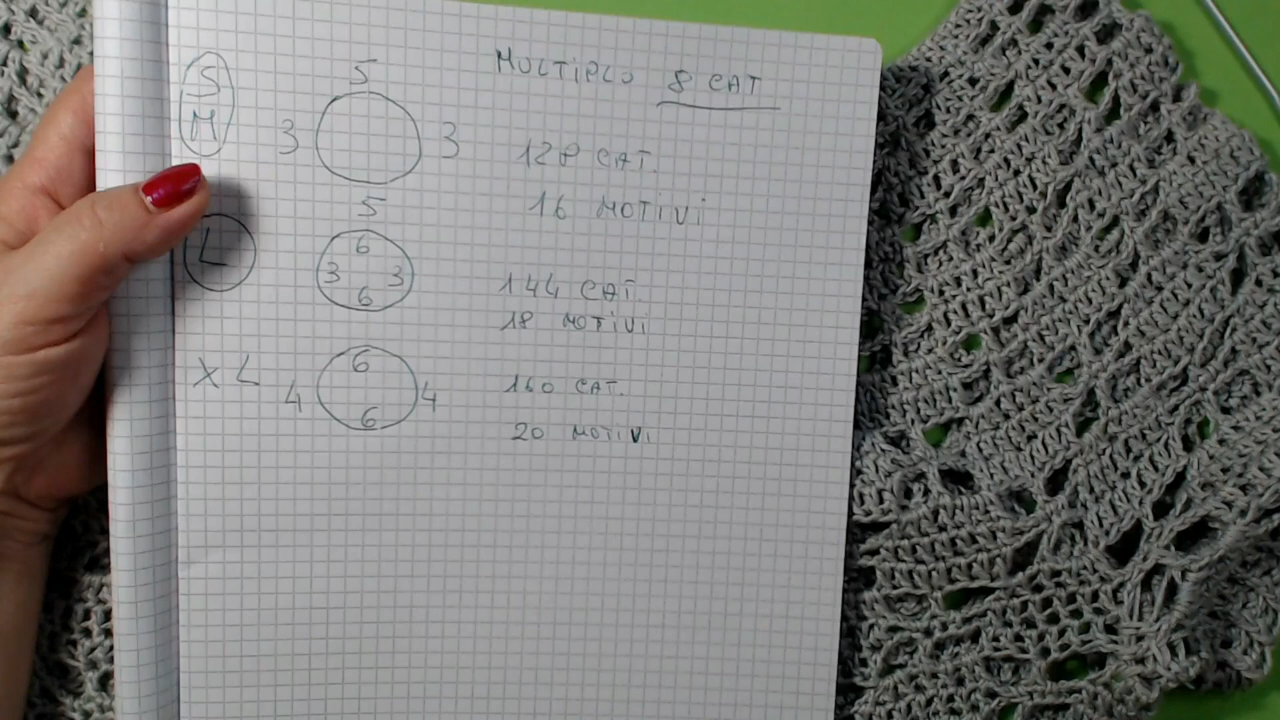 MULTIPLO 8 CAT
S
M
5
3 3
128 CAT.
16 MOTIVI
5
L
6
3 3
6
144 CAT.
18 MOTIVI
XL
6
4 4
6
160 CAT.
20 MOTIVI